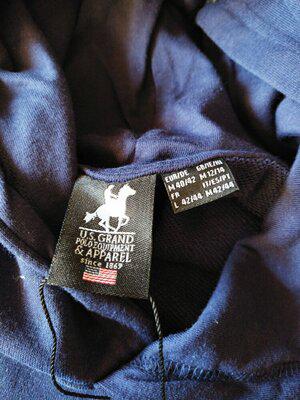 U.S. GRAND
POLO EQUIPMENT
& APPAREL
since 1869
EUR/DE GB/IE/NI
M 40/42 M 12/14
FR IT/ES/PT
L 42/44 M 42/44